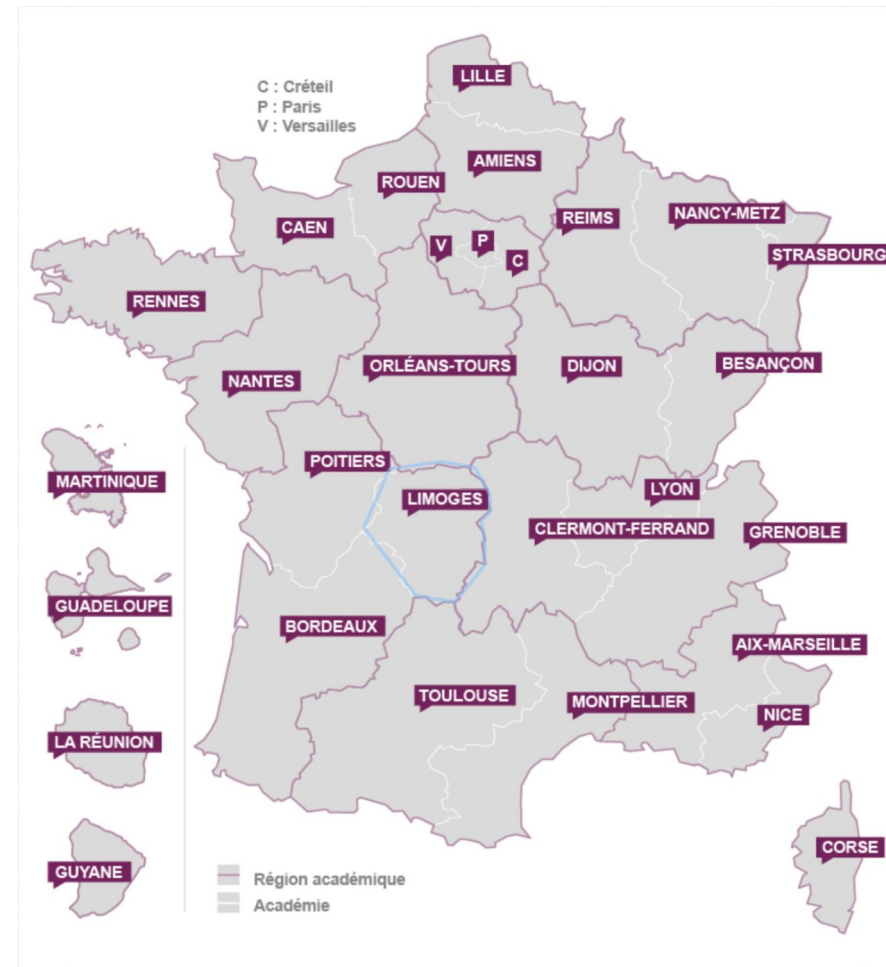 C : Créteil
P : Paris
V : Versailles
LILLE
AMIENS
ROUEN
CAEN
REIMS
NANCY-METZ
V
P
C
STRASBOURG
RENNES
ORLÉANS-TOURS
DIJON
BESANÇON
NANTES
POITIERS
MARTINIQUE
LIMOGES
LYON
CLERMONT-FERRAND
GRENOBLE
GUADELOUPE
BORDEAUX
AIX-MARSEILLE
TOULOUSE
MONTPELLIER
NICE
LA RÉUNION
CORSE
GUYANE
Région académique
Académie